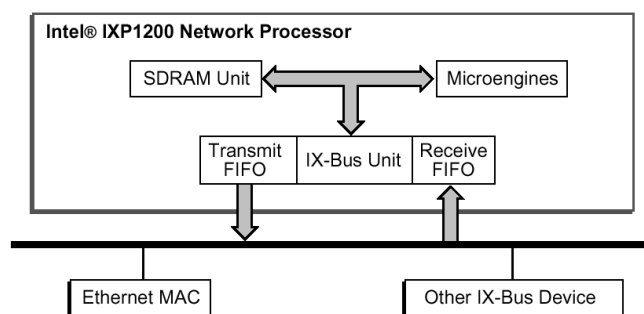 Intel® IXP1200 Network Processor
SDRAM Unit
Microengines
Transmit
FIFO
IX-Bus Unit
Receive
FIFO
Ethernet MAC
Other IX-Bus Device